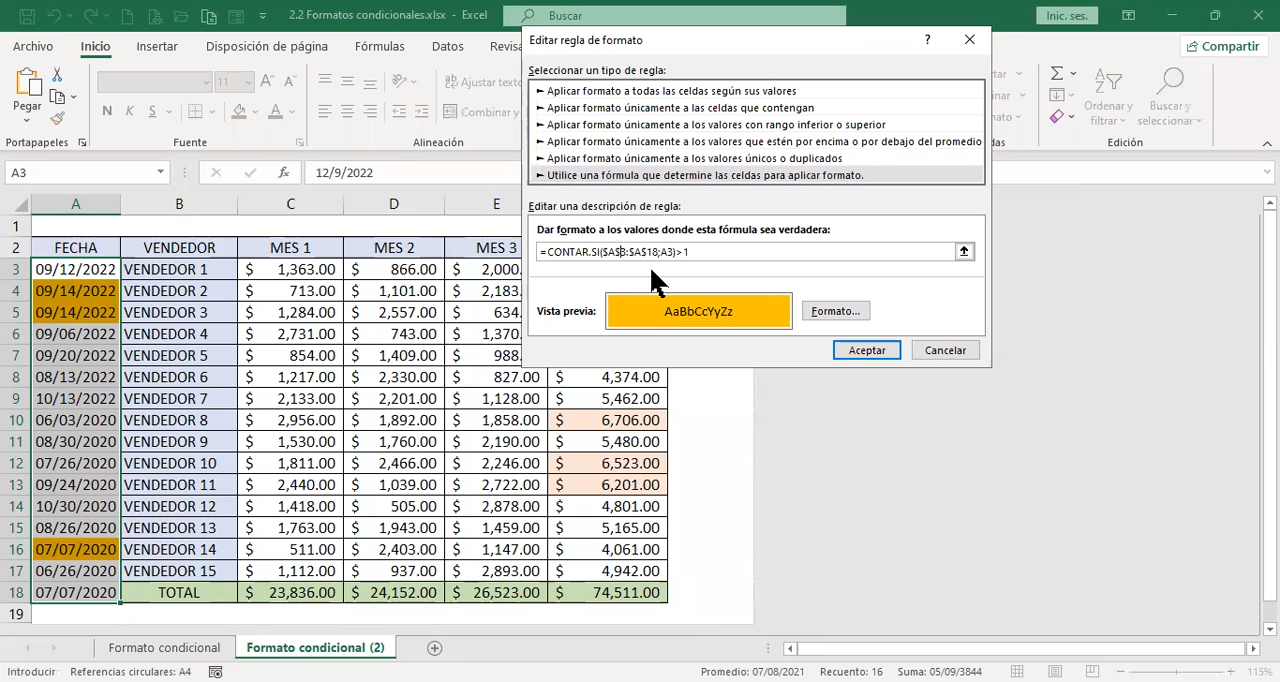 2.2 Formatos condicionales.xlsx - Excel
Buscar
Inic. ses.
Archivo
Inicio
Insertar
Disposición de página
Fórmulas
Datos
Revisa
Compartir
Pegar
11
N K S
Ajustar texto
Combinar y
Ordenar y
filtrar
Buscar y
seleccionar
Portapapeles
Fuente
Alineación
Edición
A3
fx
12/9/2022
Editar regla de formato
?
Seleccionar un tipo de regla:
► Aplicar formato a todas las celdas según sus valores
► Aplicar formato únicamente a las celdas que contengan
► Aplicar formato únicamente a los valores con rango inferior o superior
► Aplicar formato únicamente a los valores que estén por encima o por debajo del promedio
► Aplicar formato únicamente a los valores únicos o duplicados
► Utilice una fórmula que determine las celdas para aplicar formato.
Editar una descripción de regla:
Dar formato a los valores donde esta fórmula sea verdadera:
=CONTAR.SI($A$3:$A$18;A3)>1
Vista previa:
AaBbCcYyZz
Formato...
Aceptar
Cancelar
A B C D E
1
2 FECHA VENDEDOR MES 1 MES 2 MES 3
3 09/12/2022 VENDEDOR 1 $ 1,363.00 $ 866.00 $ 2,000.
4 09/14/2022 VENDEDOR 2 $ 713.00 $ 1,101.00 $ 2,183.
5 09/14/2022 VENDEDOR 3 $ 1,284.00 $ 2,557.00 $ 634.
6 09/06/2022 VENDEDOR 4 $ 2,731.00 $ 743.00 $ 1,370.
7 09/20/2022 VENDEDOR 5 $ 854.00 $ 1,409.00 $ 988.
8 08/13/2022 VENDEDOR 6 $ 1,217.00 $ 2,330.00 $ 827.00 $ 4,374.00
9 10/13/2022 VENDEDOR 7 $ 2,133.00 $ 2,201.00 $ 1,128.00 $ 5,462.00
10 06/03/2020 VENDEDOR 8 $ 2,956.00 $ 1,892.00 $ 1,858.00 $ 6,706.00
11 08/30/2020 VENDEDOR 9 $ 1,530.00 $ 1,760.00 $ 2,190.00 $ 5,480.00
12 07/26/2020 VENDEDOR 10 $ 1,811.00 $ 2,466.00 $ 2,246.00 $ 6,523.00
13 09/24/2020 VENDEDOR 11 $ 2,440.00 $ 1,039.00 $ 2,722.00 $ 6,201.00
14 10/30/2020 VENDEDOR 12 $ 1,418.00 $ 505.00 $ 2,878.00 $ 4,801.00
15 08/26/2020 VENDEDOR 13 $ 1,763.00 $ 1,943.00 $ 1,459.00 $ 5,165.00
16 07/07/2020 VENDEDOR 14 $ 511.00 $ 2,403.00 $ 1,147.00 $ 4,061.00
17 06/26/2020 VENDEDOR 15 $ 1,112.00 $ 937.00 $ 2,893.00 $ 4,942.00
18 07/07/2020 TOTAL $ 23,836.00 $ 24,152.00 $ 26,523.00 $ 74,511.00
19
Formato condicional
Formato condicional (2)
Introducir
Referencias circulares: A4
Promedio: 07/08/2021
Recuento: 16
Suma: 05/09/3844
115%